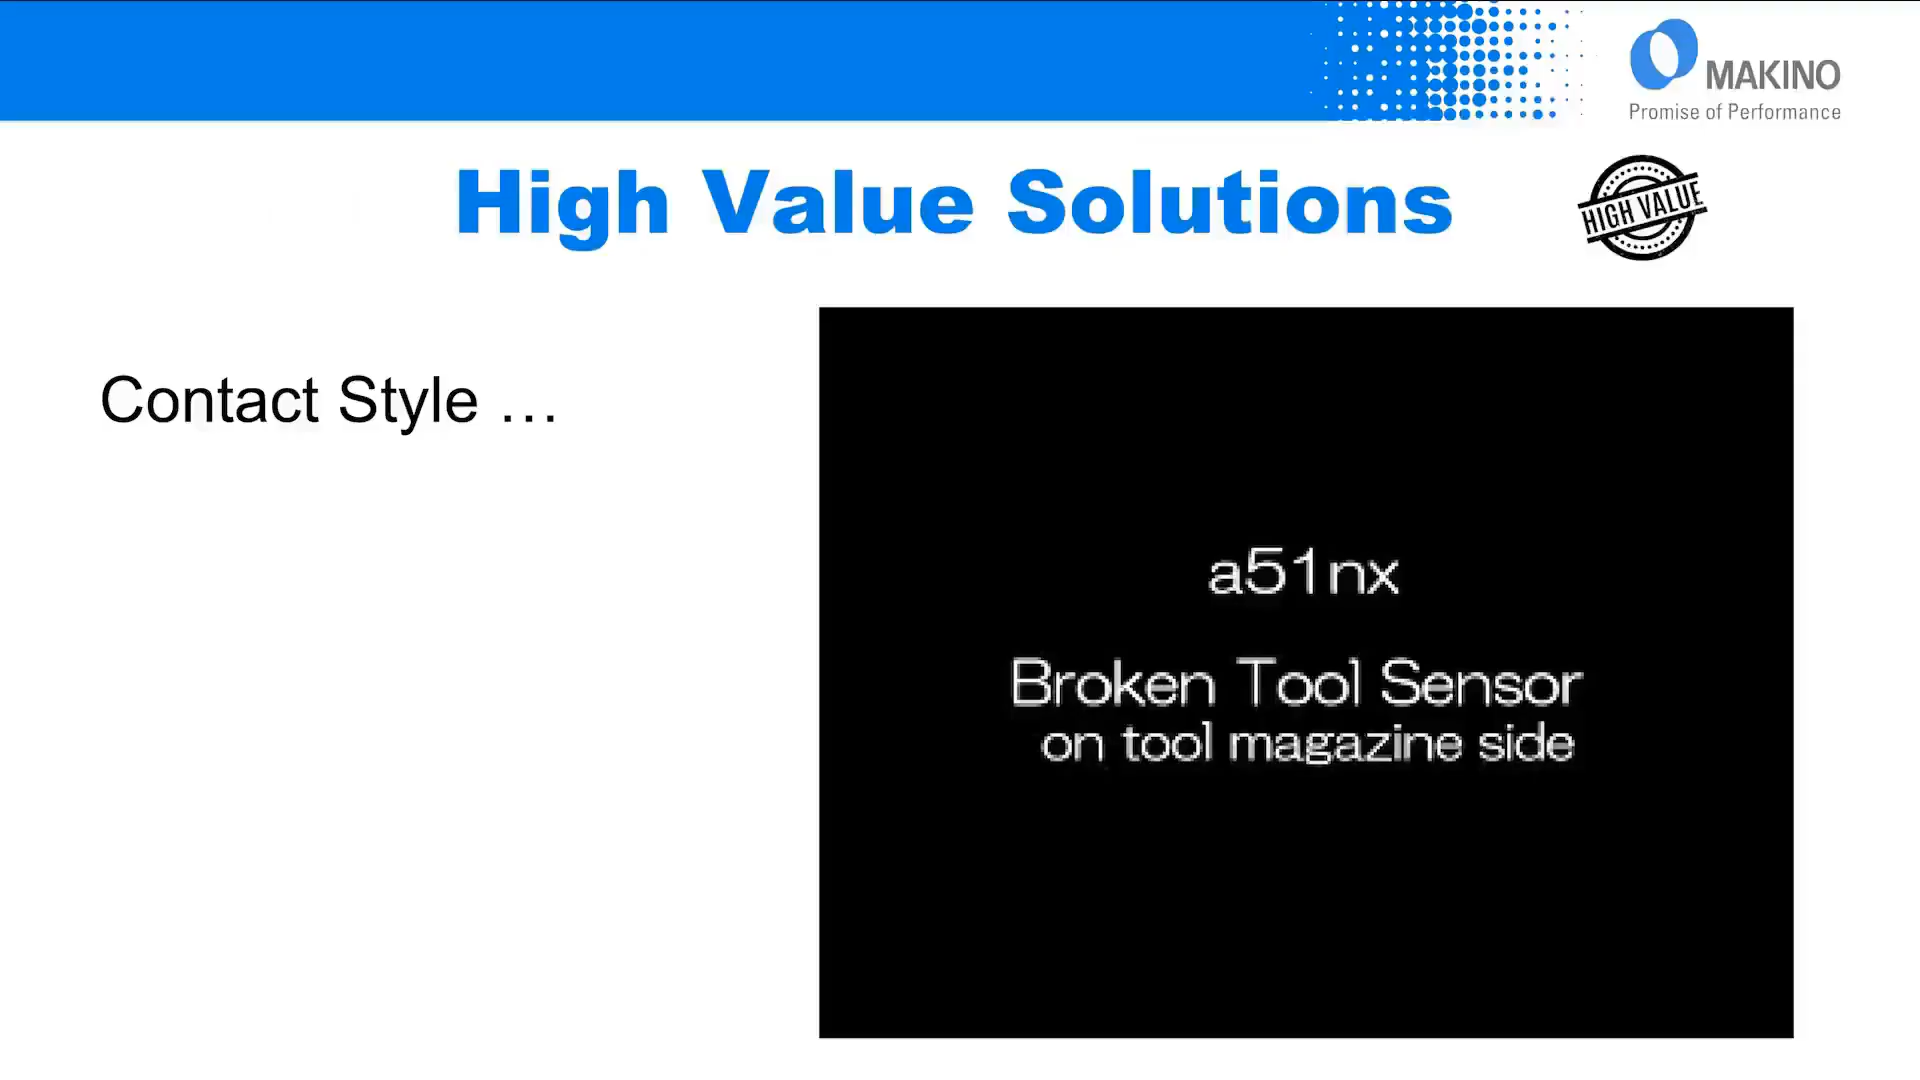 MAKINO
Promise of Performance
High Value Solutions
HIGH VALUE
Contact Style …
a51nx
Broken Tool Sensor
on tool magazine side